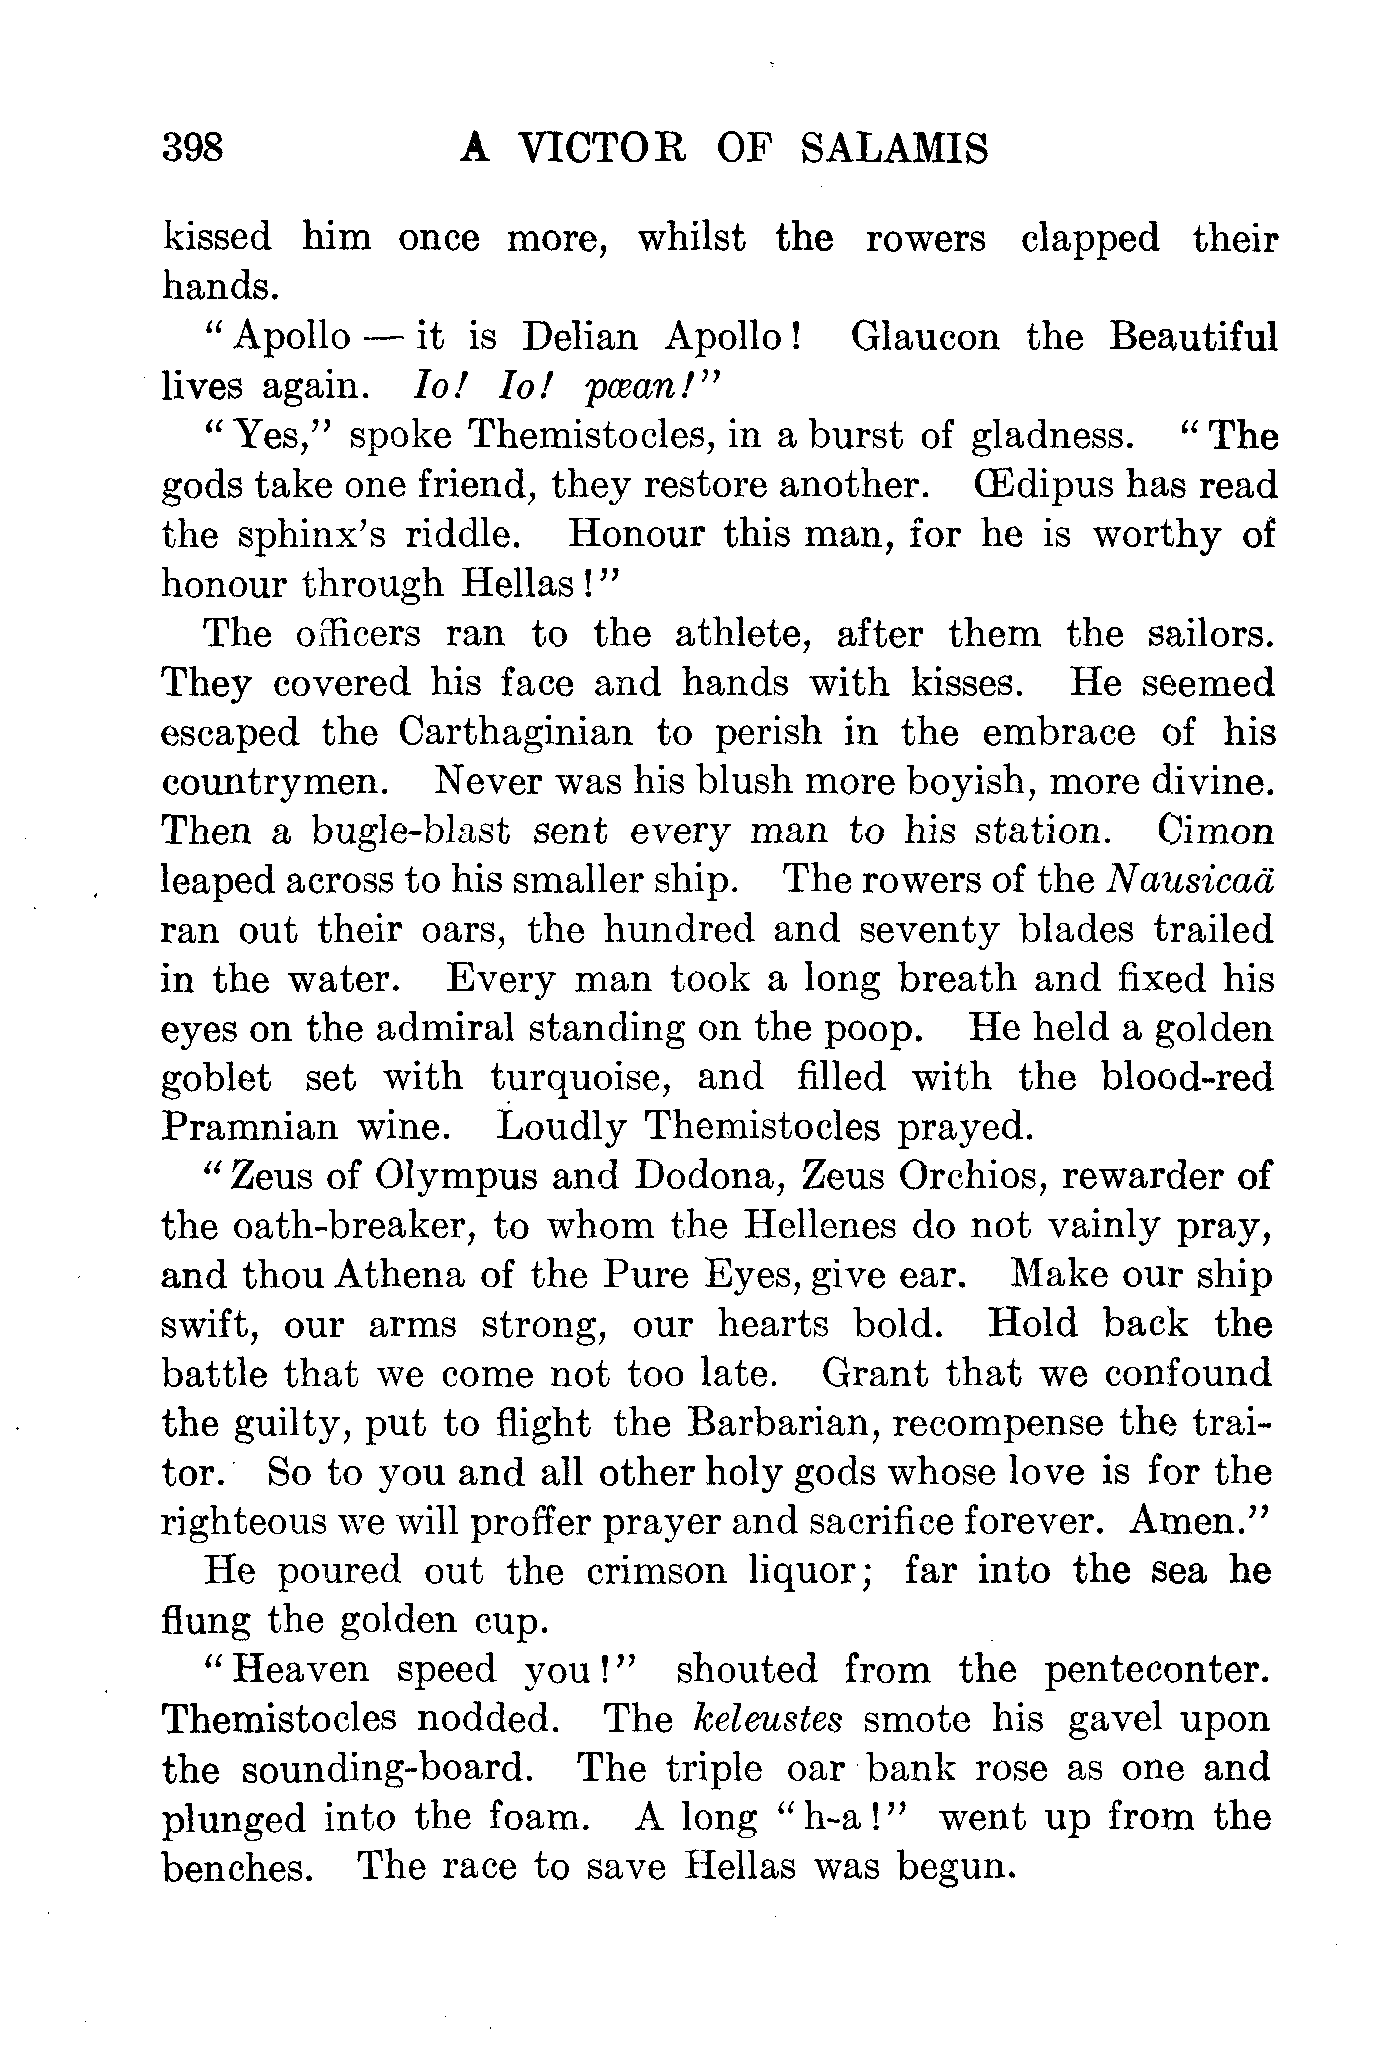 398 A VICTOR OF SALAMIS
kissed him once more, whilst the rowers clapped their
hands.
"Apollo — it is Delian Apollo! Glaucon the Beautiful
lives again. Io! Io! pœan!"
"Yes," spoke Themistocles, in a burst of gladness. "The
gods take one friend, they restore another. Œdipus has read
the sphinx's riddle. Honour this man, for he is worthy of
honour through Hellas!"
The officers ran to the athlete, after them the sailors.
They covered his face and hands with kisses. He seemed
escaped the Carthaginian to perish in the embrace of his
countrymen. Never was his blush more boyish, more divine.
Then a bugle-blast sent every man to his station. Cimon
leaped across to his smaller ship. The rowers of the Nausicaä
ran out their oars, the hundred and seventy blades trailed
in the water. Every man took a long breath and fixed his
eyes on the admiral standing on the poop. He held a golden
goblet set with turquoise, and filled with the blood-red
Pramnian wine. Loudly Themistocles prayed.
"Zeus of Olympus and Dodona, Zeus Orchios, rewarder of
the oath-breaker, to whom the Hellenes do not vainly pray,
and thou Athena of the Pure Eyes, give ear. Make our ship
swift, our arms strong, our hearts bold. Hold back the
battle that we come not too late. Grant that we confound
the guilty, put to flight the Barbarian, recompense the trai-
tor. So to you and all other holy gods whose love is for the
righteous we will proffer prayer and sacrifice forever. Amen."
He poured out the crimson liquor; far into the sea he
flung the golden cup.
"Heaven speed you!" shouted from the penteconter.
Themistocles nodded. The keleustes smote his gavel upon
the sounding-board. The triple oar bank rose as one and
plunged into the foam. A long "h-a!" went up from the
benches. The race to save Hellas was begun.